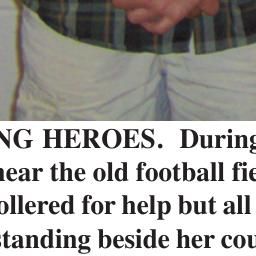 NG HEROES. During
near the old football fie
ollered for help but all
standing beside her cou